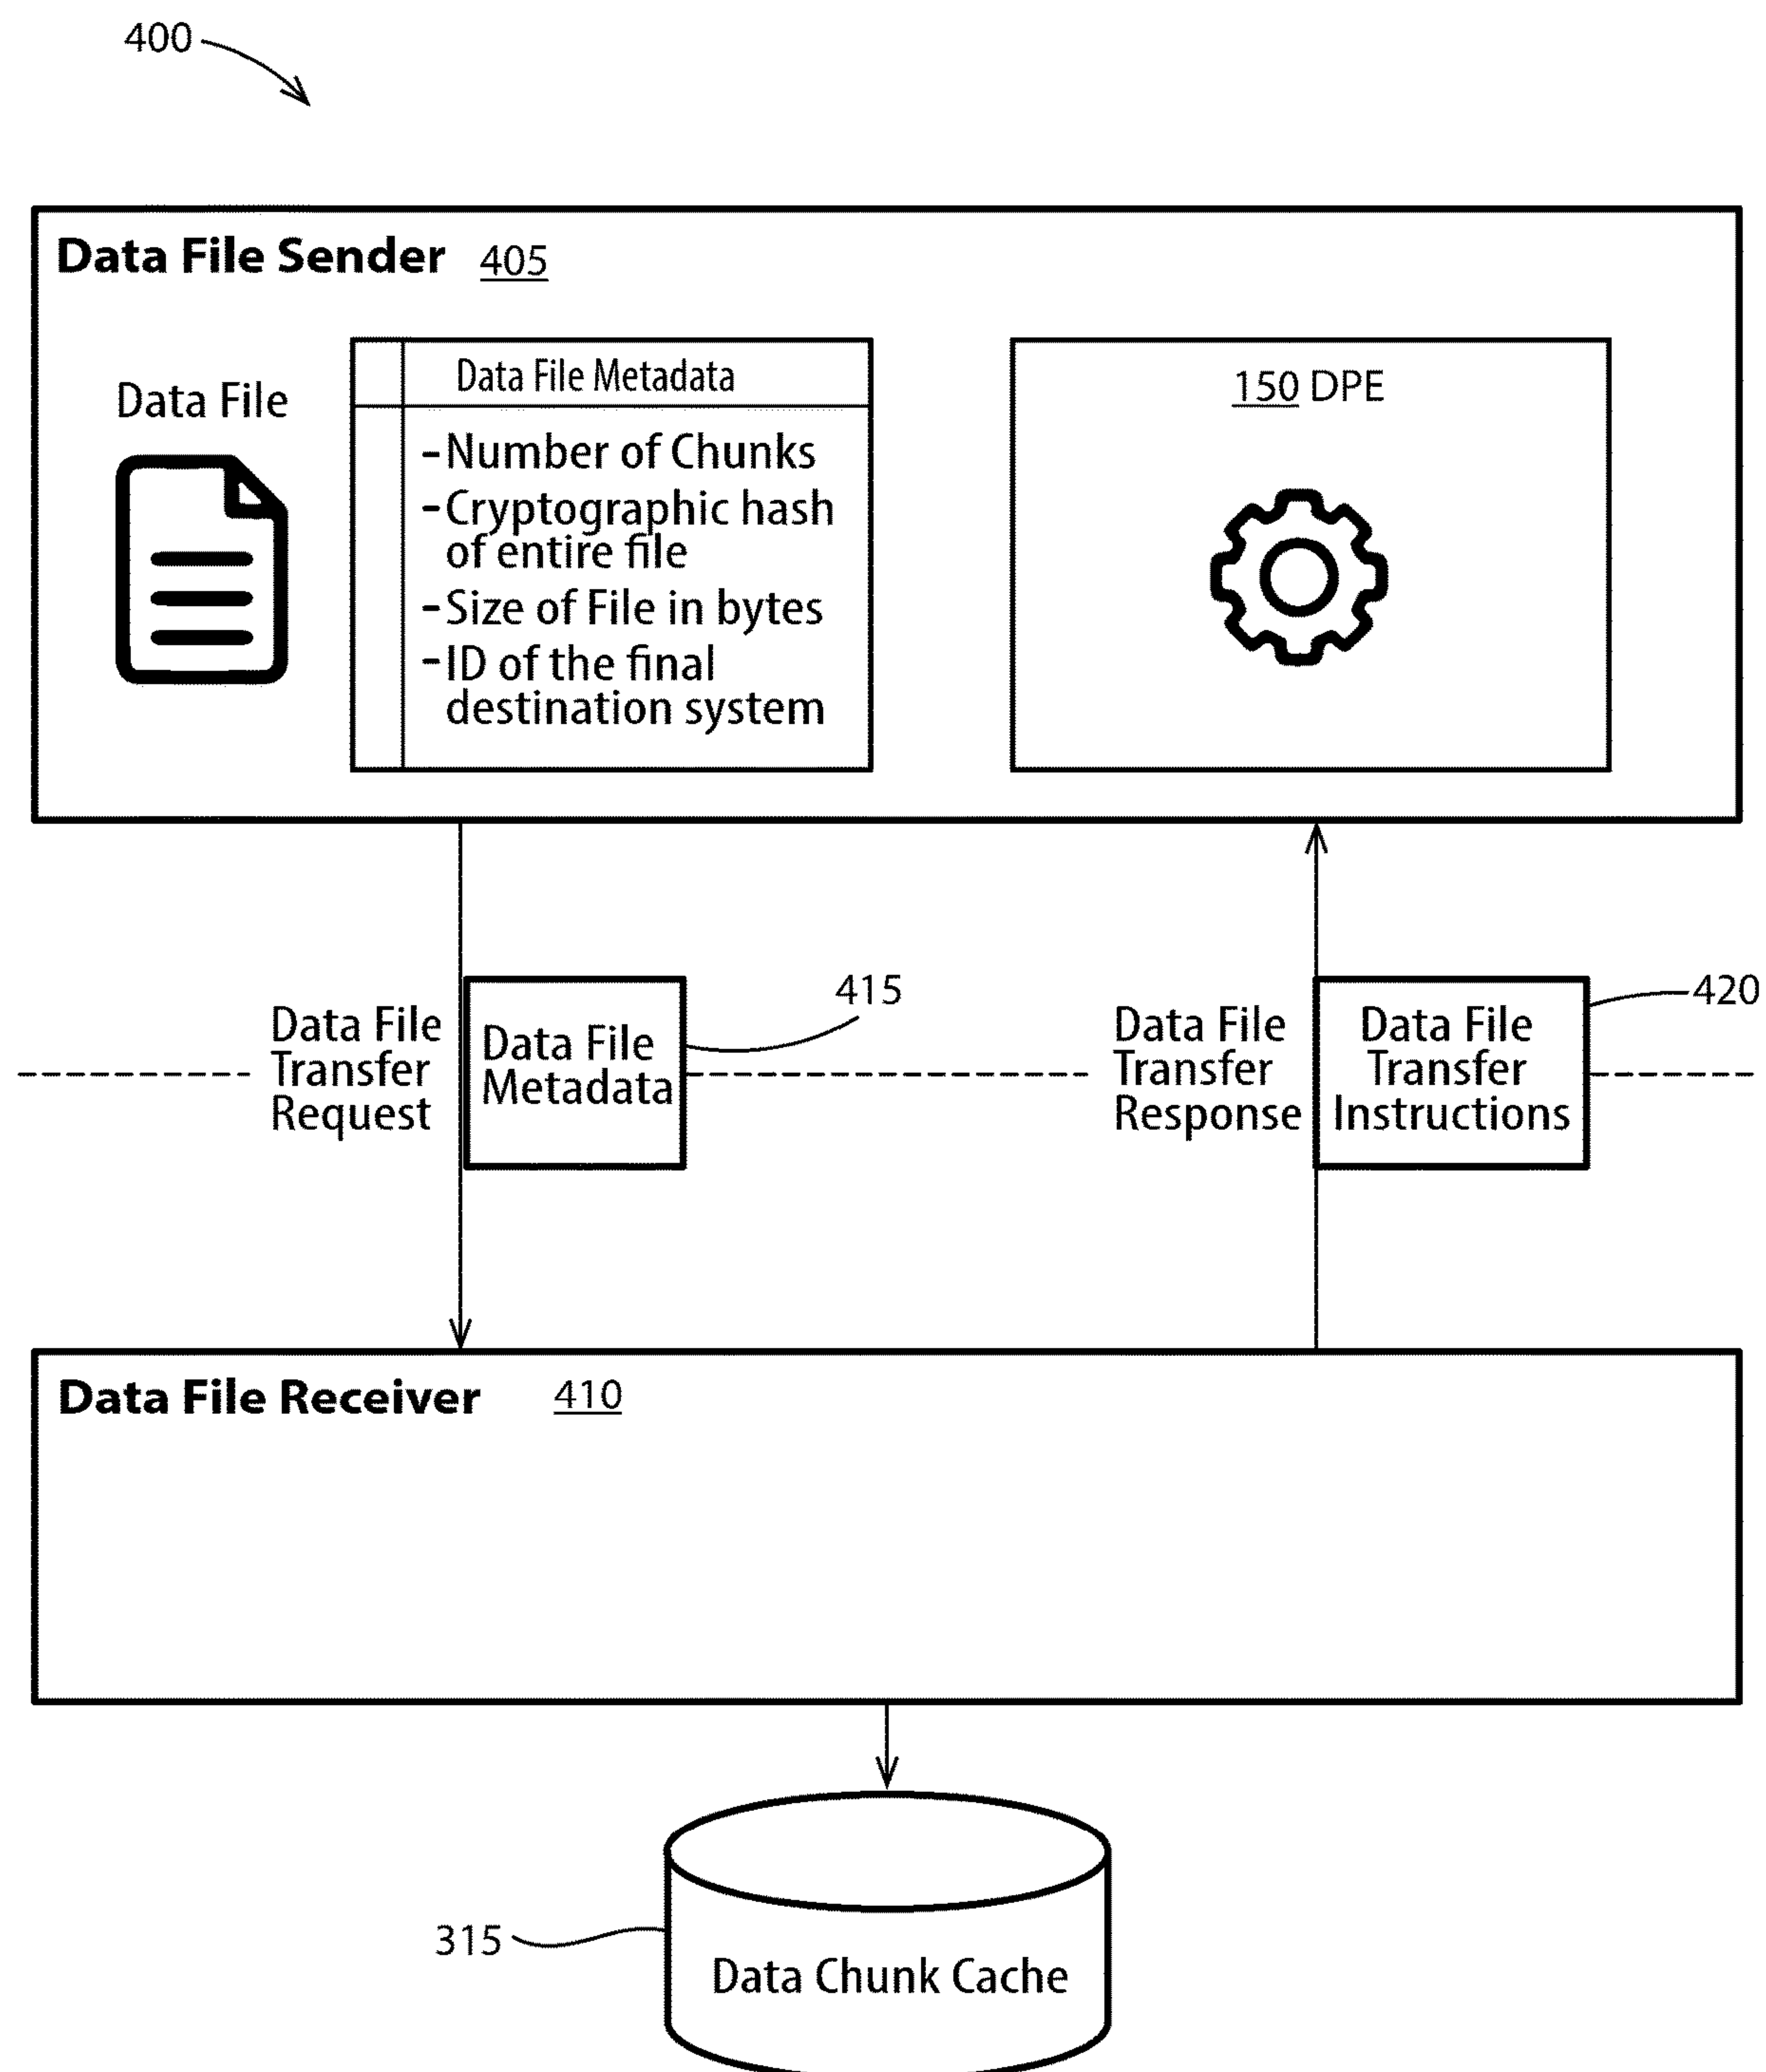 400
Data File Sender 405
Data File
Data File Metadata
-Number of Chunks
-Cryptographic hash
of entire file
-Size of File in bytes
-ID of the final
destination system
150 DPE
Data File
Transfer
Request
Data File
Metadata
415
Data File
Transfer
Response
Data File
Transfer
Instructions
420
Data File Receiver 410
315
Data Chunk Cache